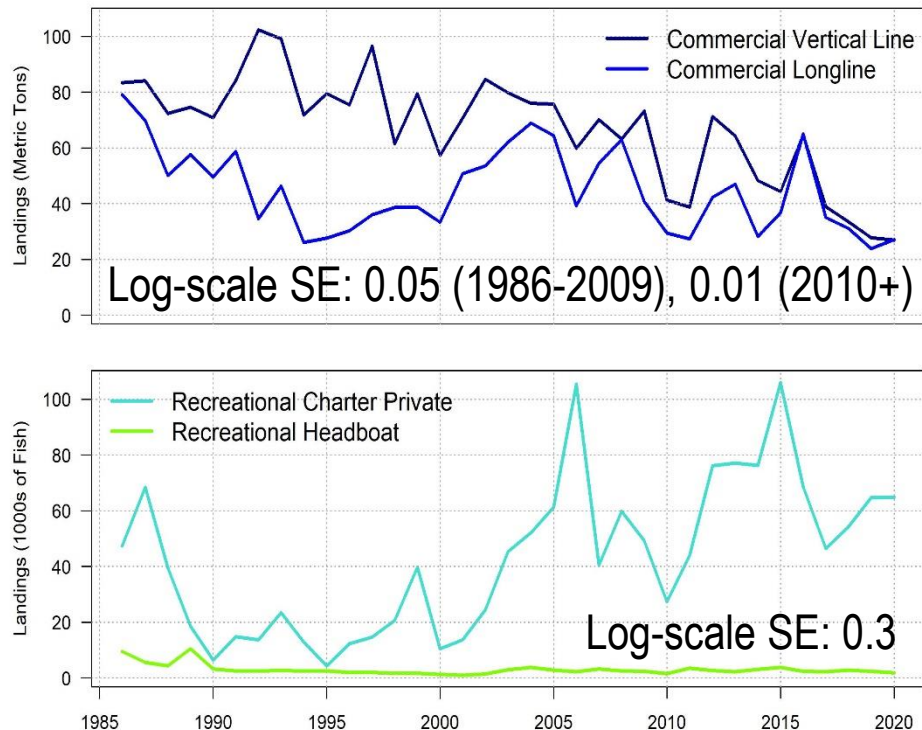 Landings (Metric Tons)
100
80
60
40
20
0
Commercial Vertical Line
Commercial Longline
Log-scale SE: 0.05 (1986-2009), 0.01 (2010+)
Landings (1000s of Fish)
100
80
60
40
20
0
Recreational Charter Private
Recreational Headboat
Log-scale SE: 0.3
1985 1990 1995 2000 2005 2010 2015 2020